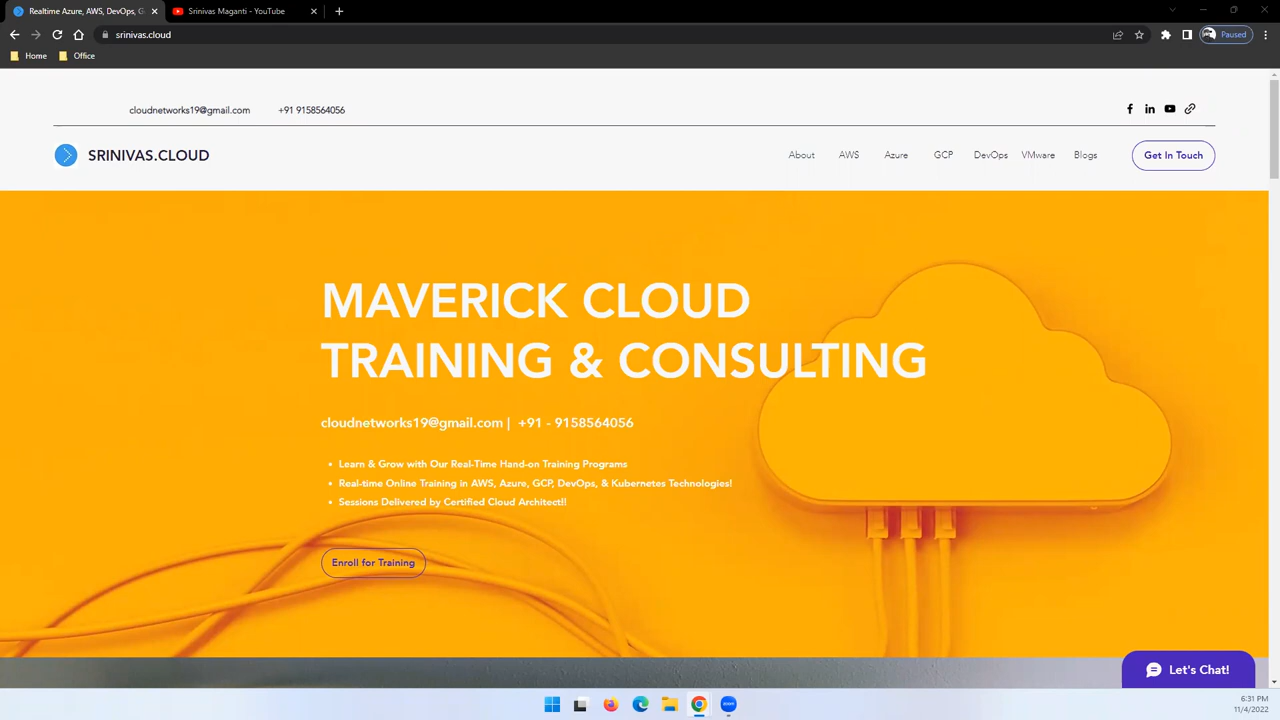 Realtime Azure, AWS, DevOps, G
Srinivas Maganti - YouTube
srinivas.cloud
Paused
Home
Office
cloudnetworks19@gmail.com
+91 9158564056
SRINIVAS.CLOUD
About
AWS
Azure
GCP
DevOps
VMware
Blogs
Get In Touch
MAVERICK CLOUD
TRAINING & CONSULTING
cloudnetworks19@gmail.com | +91 - 9158564056
• Learn & Grow with Our Real-Time Hand-on Training Programs
• Real-time Online Training in AWS, Azure, GCP, DevOps, & Kubernetes Technologies!
• Sessions Delivered by Certified Cloud Architect!!
Enroll for Training
Let's Chat!
zoom
6:31 PM
11/4/2022